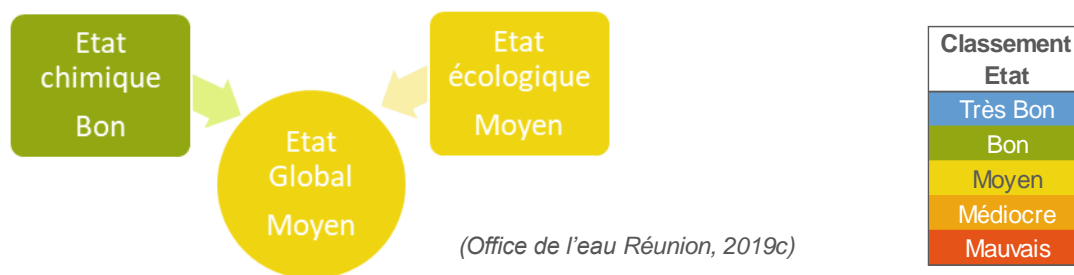 Etat
chimique
Bon
Etat
écologique
Moyen
Etat
Global
Moyen
(Office de l'eau Réunion, 2019c)
Classement
Etat
Très Bon
Bon
Moyen
Médiocre
Mauvais